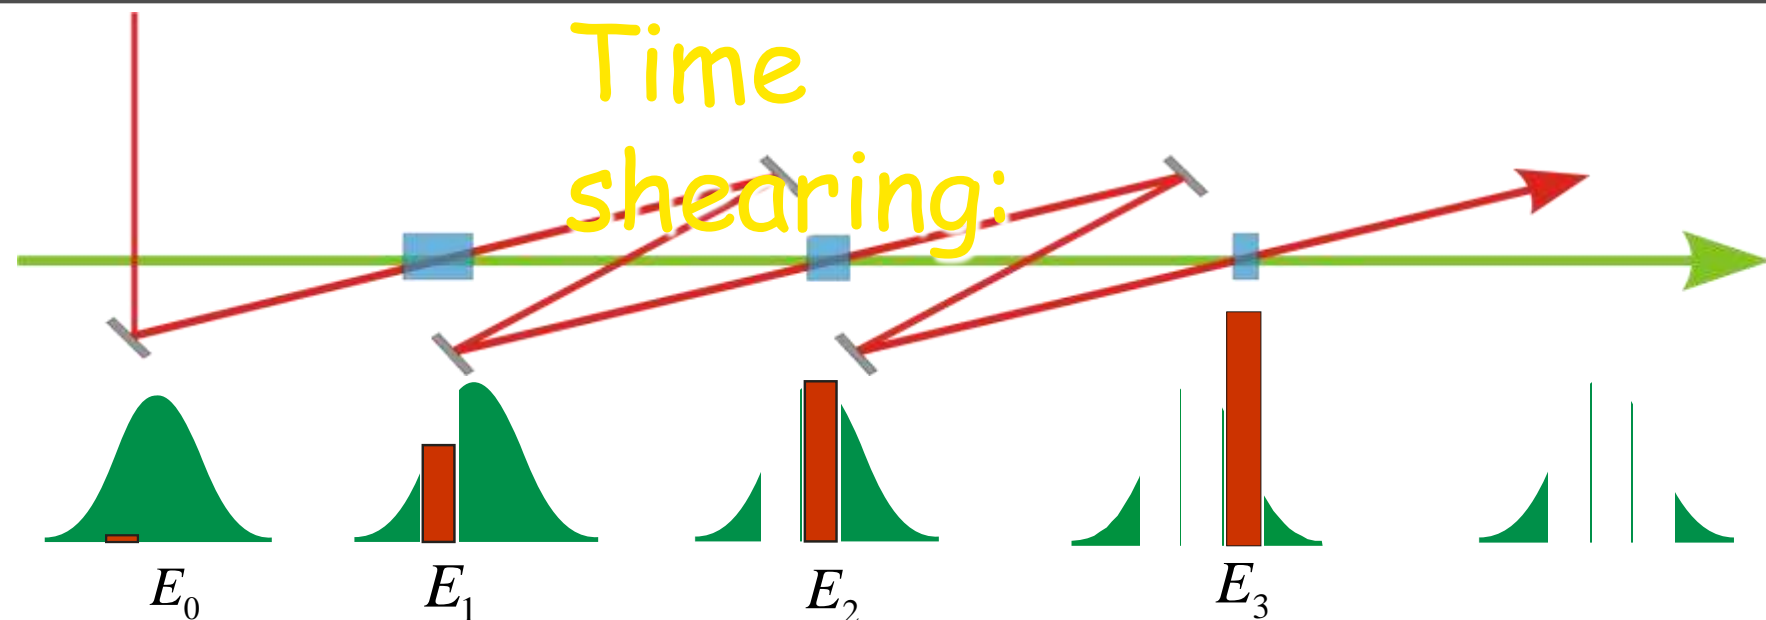 Time
shearing:
E₀ E₁ E₂ E₃